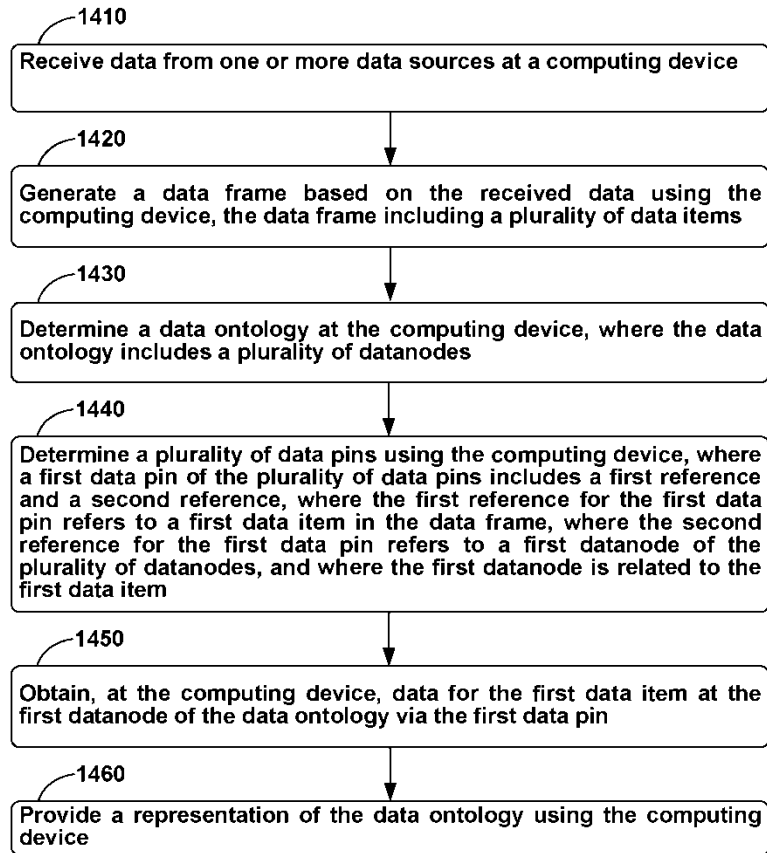 1410
Receive data from one or more data sources at a computing device
1420
Generate a data frame based on the received data using the
computing device, the data frame including a plurality of data items
1430
Determine a data ontology at the computing device, where the data
ontology includes a plurality of datanodes
1440
Determine a plurality of data pins using the computing device, where
a first data pin of the plurality of data pins includes a first reference
and a second reference, where the first reference for the first data
pin refers to a first data item in the data frame, where the second
reference for the first data pin refers to a first datanode of the
plurality of datanodes, and where the first datanode is related to the
first data item
1450
Obtain, at the computing device, data for the first data item at the
first datanode of the data ontology via the first data pin
1460
Provide a representation of the data ontology using the computing
device